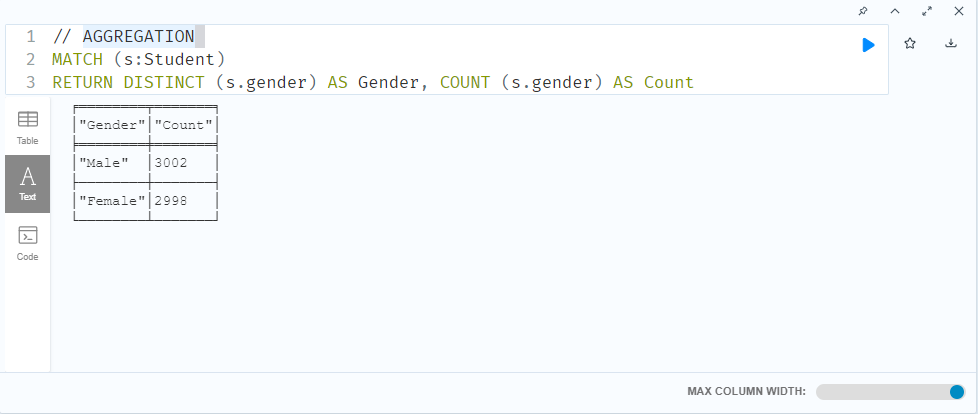 1 // AGGREGATION
2 MATCH (s:Student)
3 RETURN DISTINCT (s.gender) AS Gender, COUNT (s.gender) AS Count
Table
Text
Code
"Gender" "Count"
"Male" 3002
"Female" 2998
MAX COLUMN WIDTH: